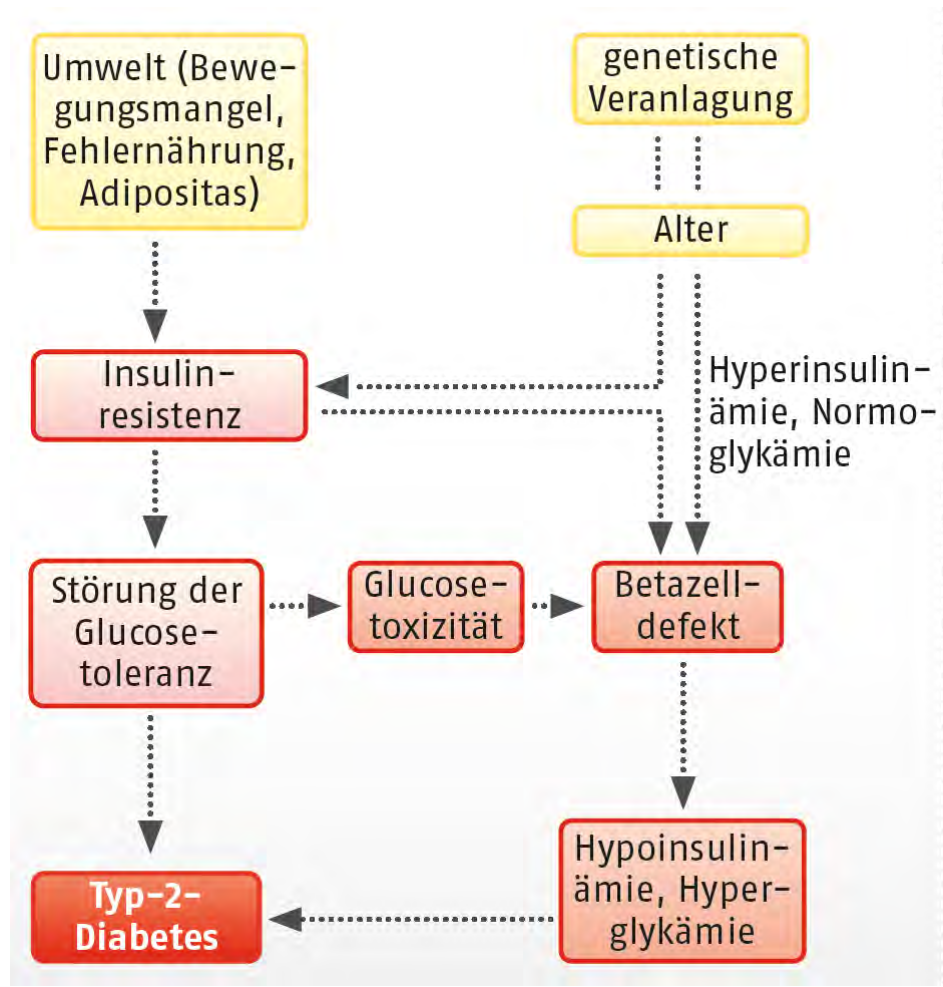 Umwelt (Bewe-
gungsmangel,
Fehlernährung,
Adipositas)
genetische
Veranlagung
Alter
Insulin-
resistenz
Hyperinsulin-
ämie, Normo-
glykämie
Störung der
Glucose-
toleranz
Glucose-
toxizität
Betazell-
defekt
Hypoinsulin-
ämie, Hyper-
glykämie
Typ-2-
Diabetes